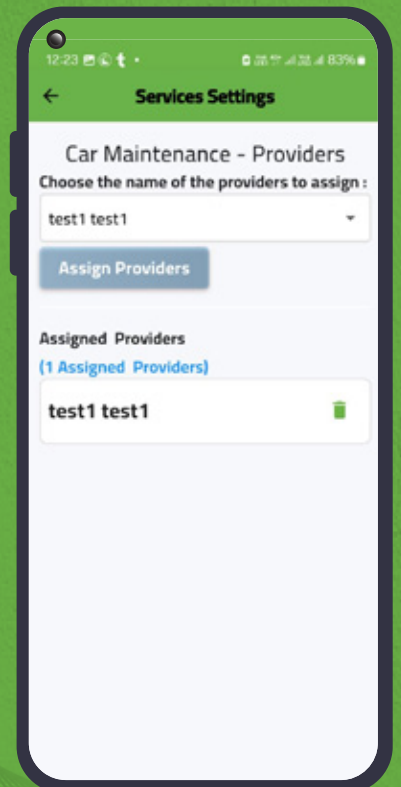 12:23
83%
Services Settings
Car Maintenance - Providers
Choose the name of the providers to assign :
test1 test1
Assign Providers
Assigned Providers
(1 Assigned Providers)
test1 test1